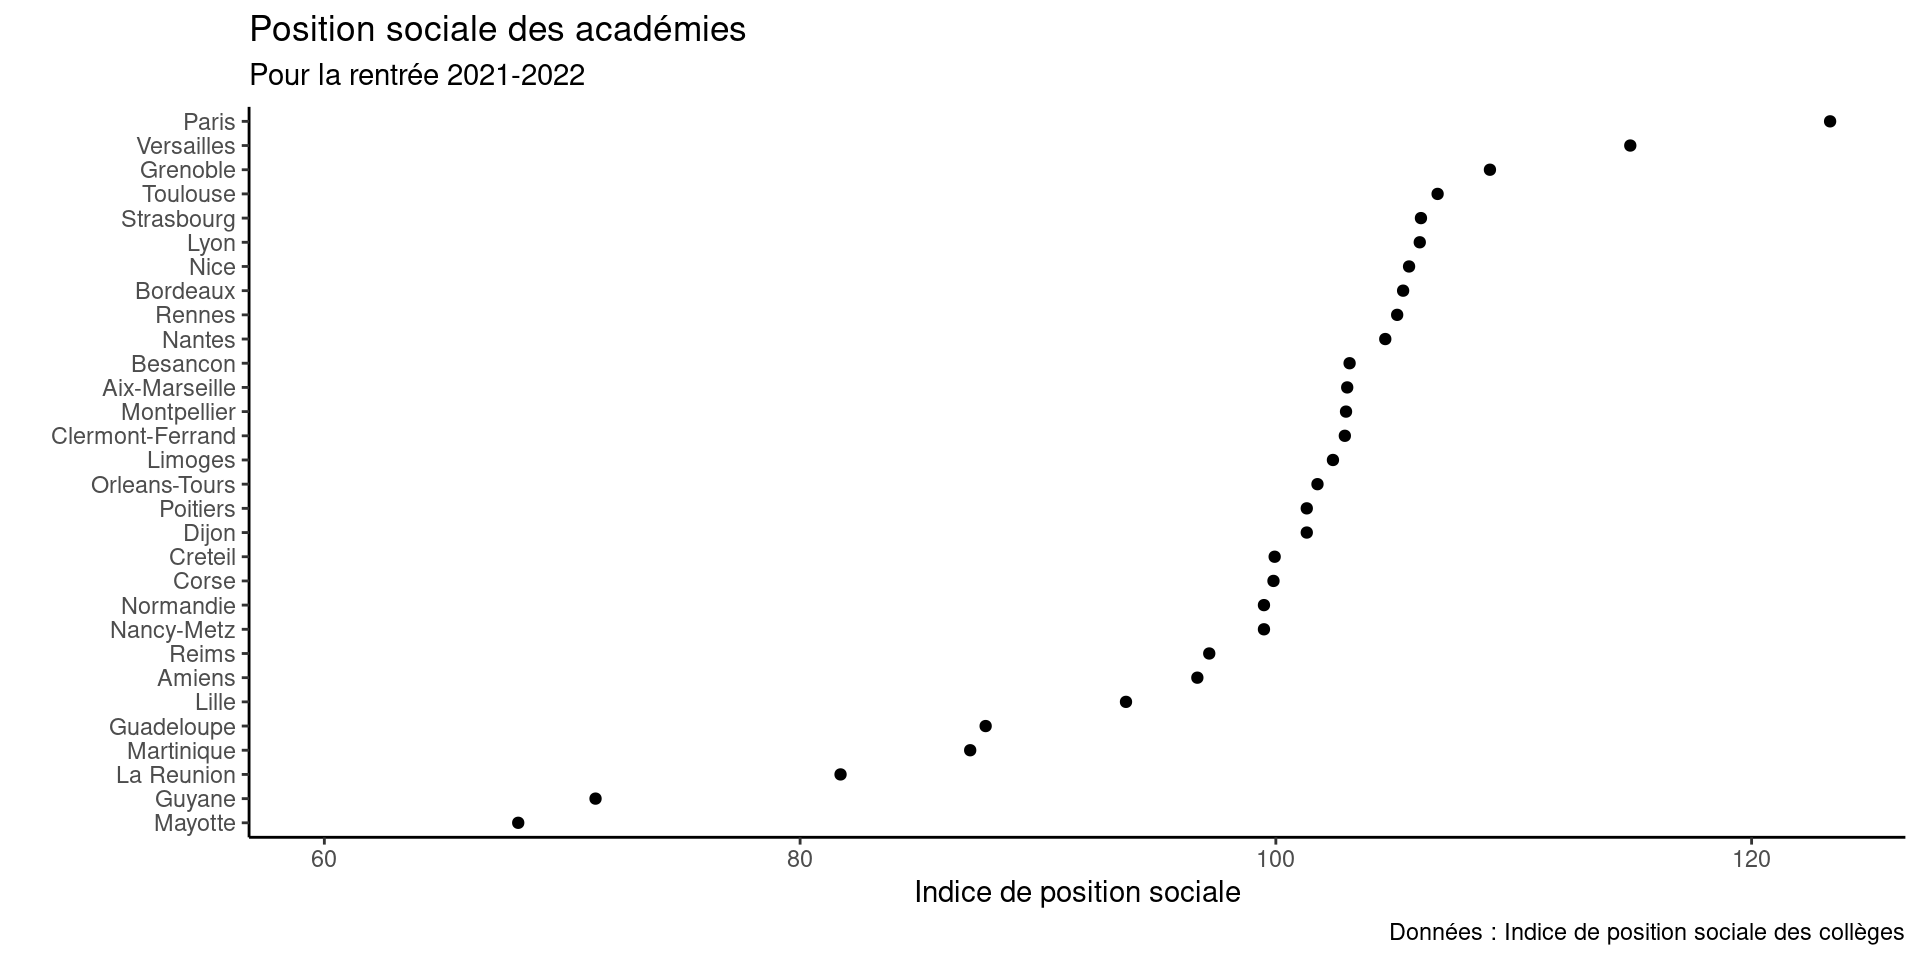 Position sociale des académies
Pour la rentrée 2021-2022
Paris
Versailles
Grenoble
Toulouse
Strasbourg
Lyon
Nice
Bordeaux
Rennes
Nantes
Besancon
Aix-Marseille
Montpellier
Clermont-Ferrand
Limoges
Orleans-Tours
Poitiers
Dijon
Creteil
Corse
Normandie
Nancy-Metz
Reims
Amiens
Lille
Guadeloupe
Martinique
La Reunion
Guyane
Mayotte
60 80 100 120
Indice de position sociale
Données : Indice de position sociale des collèges